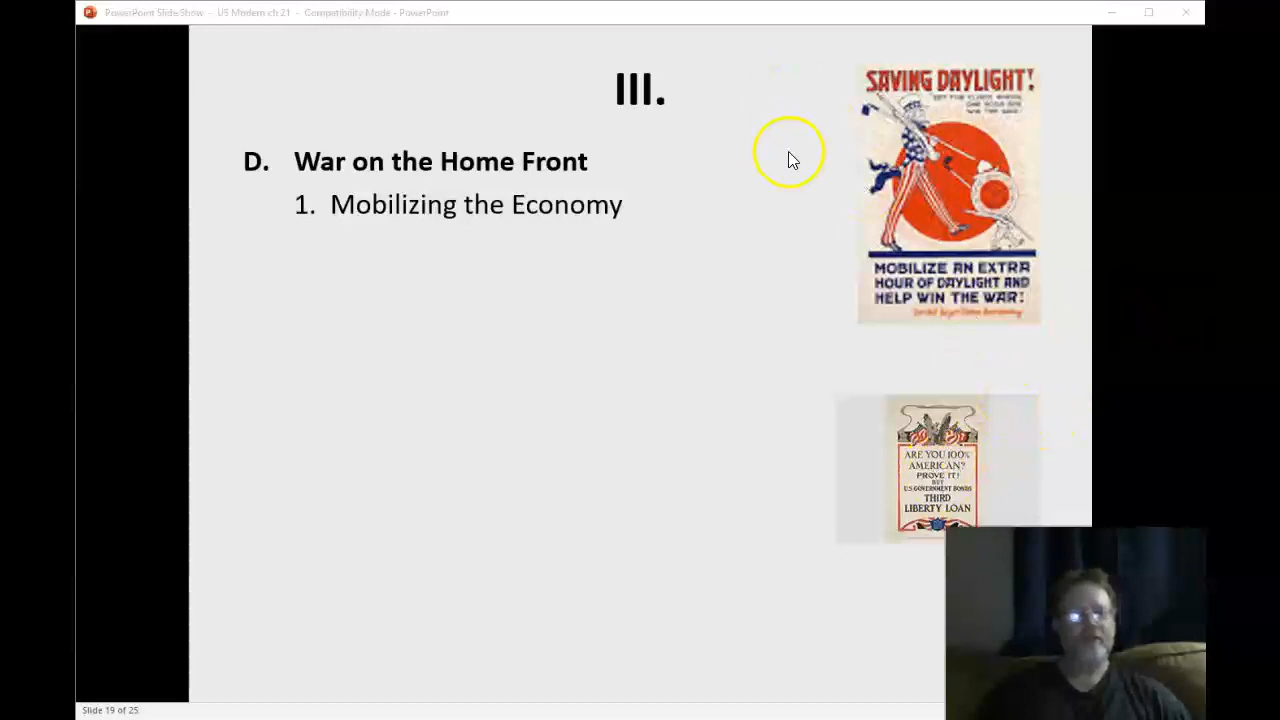 PowerPoint Slide Show - US Modern ch 21 - Compatibility Mode - PowerPoint
III.
D. War on the Home Front
1. Mobilizing the Economy
SAVING DAYLIGHT!
MOBILIZE AN EXTRA
HOUR OF DAYLIGHT AND
HELP WIN THE WAR!
ARE YOU 100%
AMERICAN?
PROVE IT!
BUY
U.S. GOVERNMENT BONDS
THIRD
LIBERTY LOAN
Slide 19 of 25